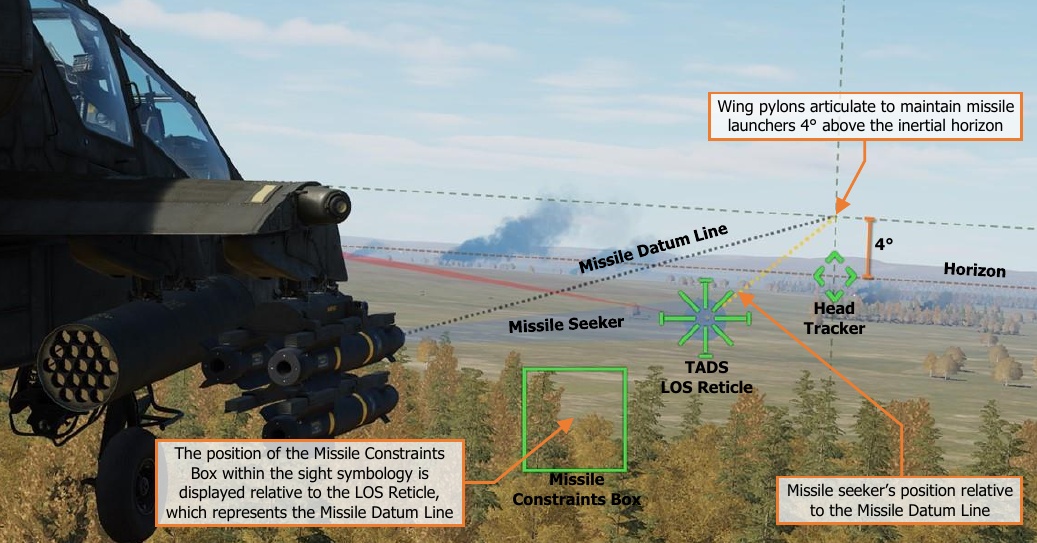 Wing pylons articulate to maintain missile
launchers 4° above the inertial horizon
Missile Datum Line
4°
Horizon
Missile Seeker
Head
Tracker
TADS
LOS Reticle
The position of the Missile Constraints
Box within the sight symbology is
displayed relative to the LOS Reticle,
which represents the Missile Datum Line
Missile
Constraints Box
Missile seeker's position relative
to the Missile Datum Line